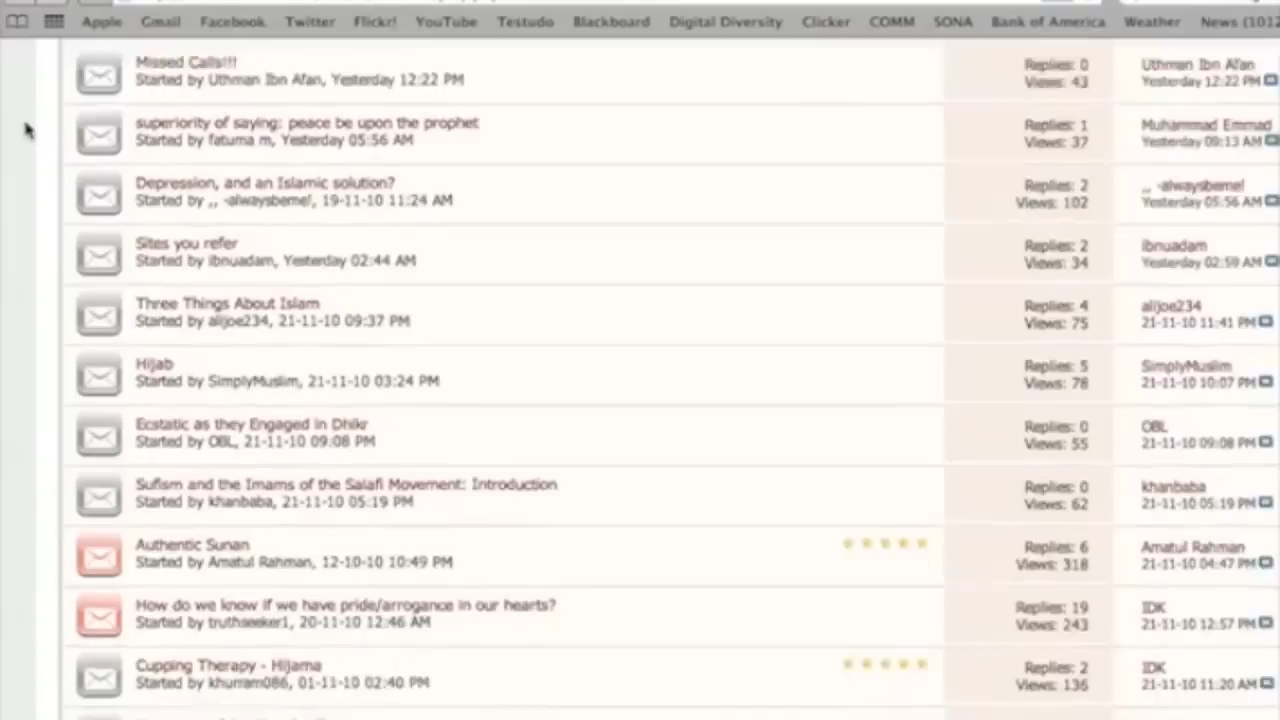 Apple Gmail Facebook Twitter Flickr! YouTube Testudo Blackboard Digital Diversity Clicker COMM SONA Bank of America Weather News (1012
Missed Calls!!!
Started by Uthman Ibn Afan, Yesterday 12:22 PM
Replies: 0
Views: 43
Uthman Ibn Afan
Yesterday 12:22 PM
superiority of saying: peace be upon the prophet
Started by fatuma m, Yesterday 05:56 AM
Replies: 1
Views: 37
Muhammad Emmad
Yesterday 09:13 AM
Depression, and an Islamic solution?
Started by ,, -alwaysbeme!, 19-11-10 11:24 AM
Replies: 2
Views: 102
,, -alwaysbeme!
Yesterday 05:56 AM
Sites you refer
Started by ibnuadam, Yesterday 02:44 AM
Replies: 2
Views: 34
ibnuadam
Yesterday 02:59 AM
Three Things About Islam
Started by alijoe234, 21-11-10 09:37 PM
Replies: 4
Views: 75
alijoe234
21-11-10 11:41 PM
Hijab
Started by SimplyMuslim, 21-11-10 03:24 PM
Replies: 5
Views: 78
SimplyMuslim
21-11-10 10:07 PM
Ecstatic as they Engaged in Dhikr
Started by OBL, 21-11-10 09:08 PM
Replies: 0
Views: 55
OBL
21-11-10 09:08 PM
Sufism and the Imams of the Salafi Movement: Introduction
Started by khanbaba, 21-11-10 05:19 PM
Replies: 0
Views: 62
khanbaba
21-11-10 05:19 PM
Authentic Sunan
Started by Amatul Rahman, 12-10-10 10:49 PM
Replies: 6
Views: 318
Amatul Rahman
21-11-10 04:47 PM
How do we know if we have pride/arrogance in our hearts?
Started by truthseeker1, 20-11-10 12:46 AM
Replies: 19
Views: 243
IDK
21-11-10 12:57 PM
Cupping Therapy - Hijama
Started by khurram086, 01-11-10 02:40 PM
Replies: 2
Views: 136
IDK
21-11-10 11:20 AM